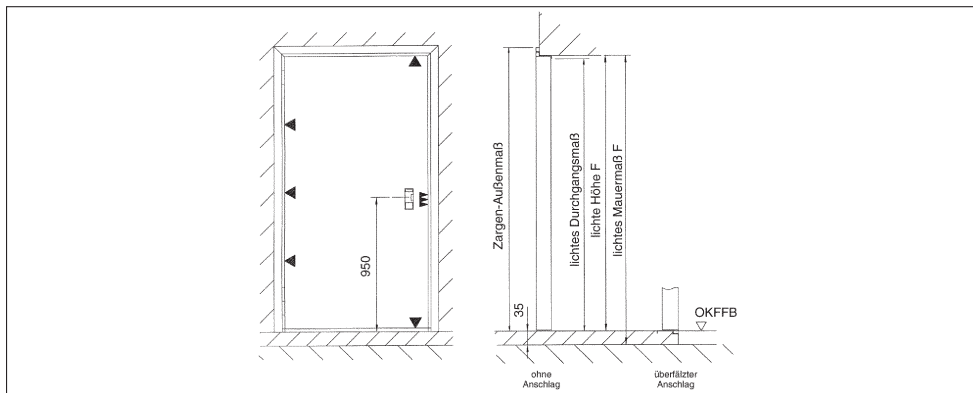 950
Zargen-Außenmaß
35
lichtes Durchgangsmaß
lichte Höhe F
lichtes Mauermaß F
OKFFB
ohne
Anschlag
überfälzter
Anschlag